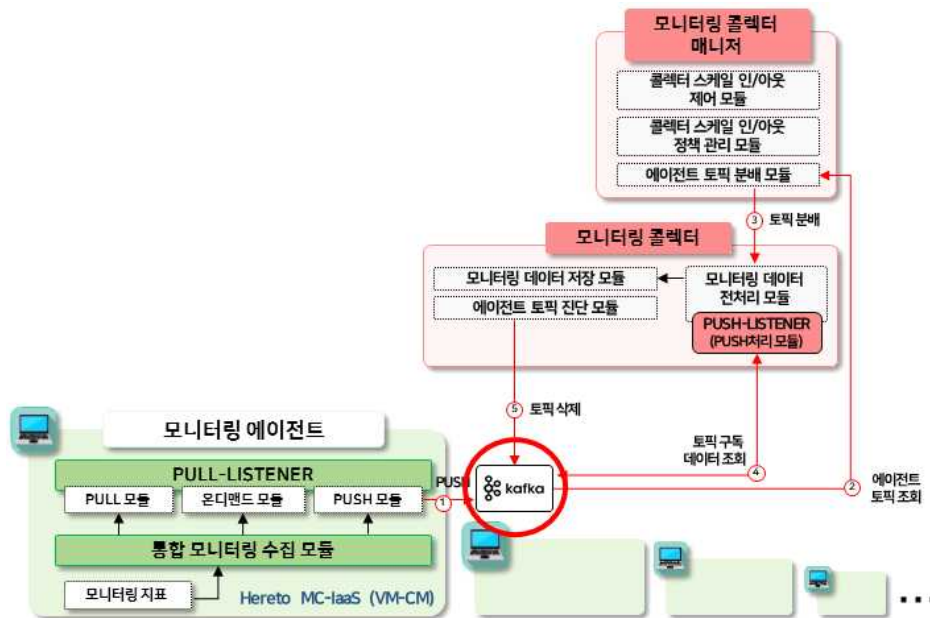 모니터링 콜렉터
매니저
콜렉터 스케일 인/아웃
제어 모듈
콜렉터 스케일 인/아웃
정책 관리 모듈
에이전트 토픽 분배 모듈
3 토픽 분배
모니터링 콜렉터
모니터링 데이터 저장 모듈
에이전트 토픽 진단 모듈
모니터링 데이터
전처리 모듈
PUSH-LISTENER
(PUSH처리 모듈)
5 토픽 삭제
토픽 구독
데이터 조회
4
2
에이전트
토픽 조회
모니터링 에이전트
PULL-LISTENER
PULL 모듈
온디맨드 모듈
PUSH 모듈
PUSH
1
kafka
통합 모니터링 수집 모듈
모니터링 지표
Hereto MC-IaaS (VM-CM)
...